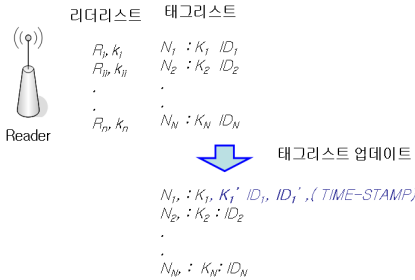 리더리스트 태그리스트
((•))
R_i, k_i N_1 : K_1 ID_1
R_ii, k_ii N_2 : K_2 ID_2
. .
. .
R_n, k_n N_N : K_N ID_N
Reader
태그리스트 업데이트
N_1, : K_1, K_1' ID_1, ID_1' ,( TIME-STAMP)
N_2, : K_2 : ID_2
.
.
N_N, : K_N: ID_N